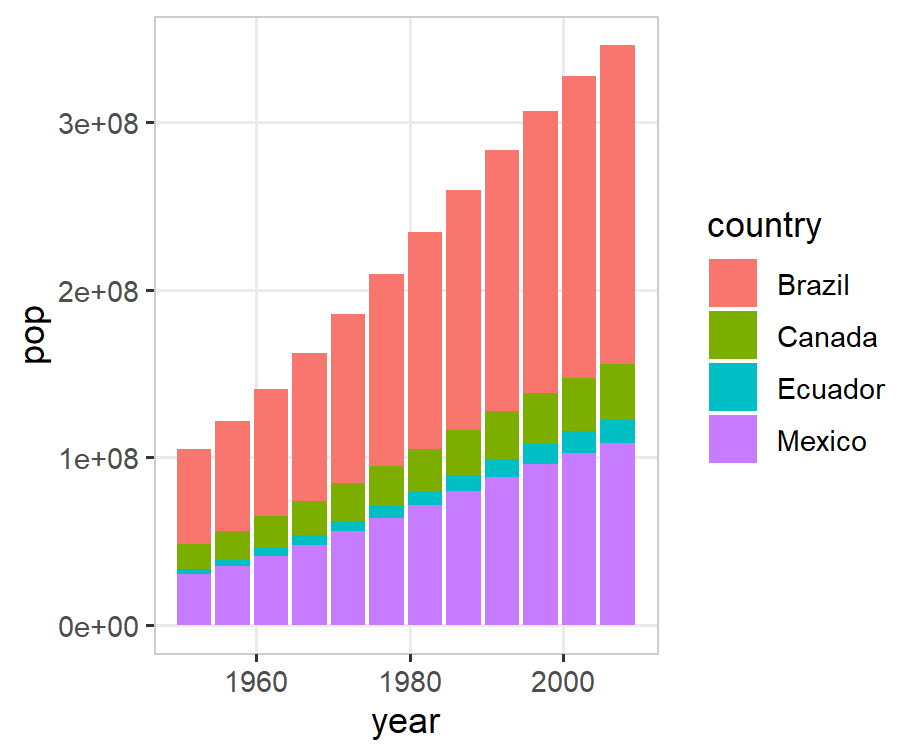 3e+08
2e+08
1e+08
0e+00
pop
1960 1980 2000
year
country
Brazil
Canada
Ecuador
Mexico